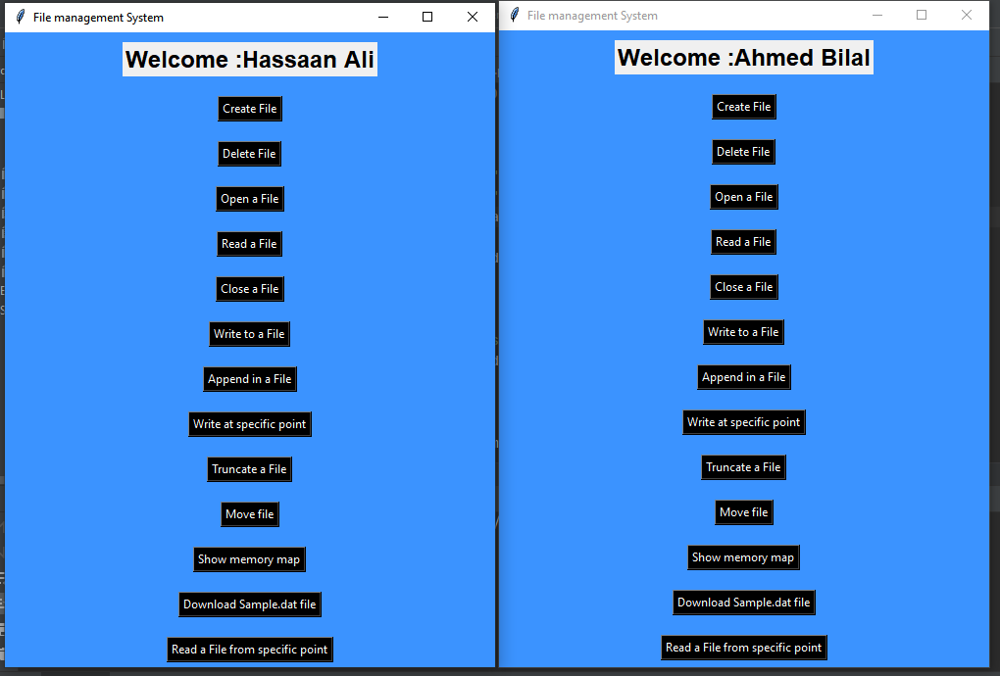 File management System
Welcome :Hassaan Ali
Create File
Delete File
Open a File
Read a File
Close a File
Write to a File
Append in a File
Write at specific point
Truncate a File
Move file
Show memory map
Download Sample.dat file
Read a File from specific point
File management System
Welcome :Ahmed Bilal
Create File
Delete File
Open a File
Read a File
Close a File
Write to a File
Append in a File
Write at specific point
Truncate a File
Move file
Show memory map
Download Sample.dat file
Read a File from specific point